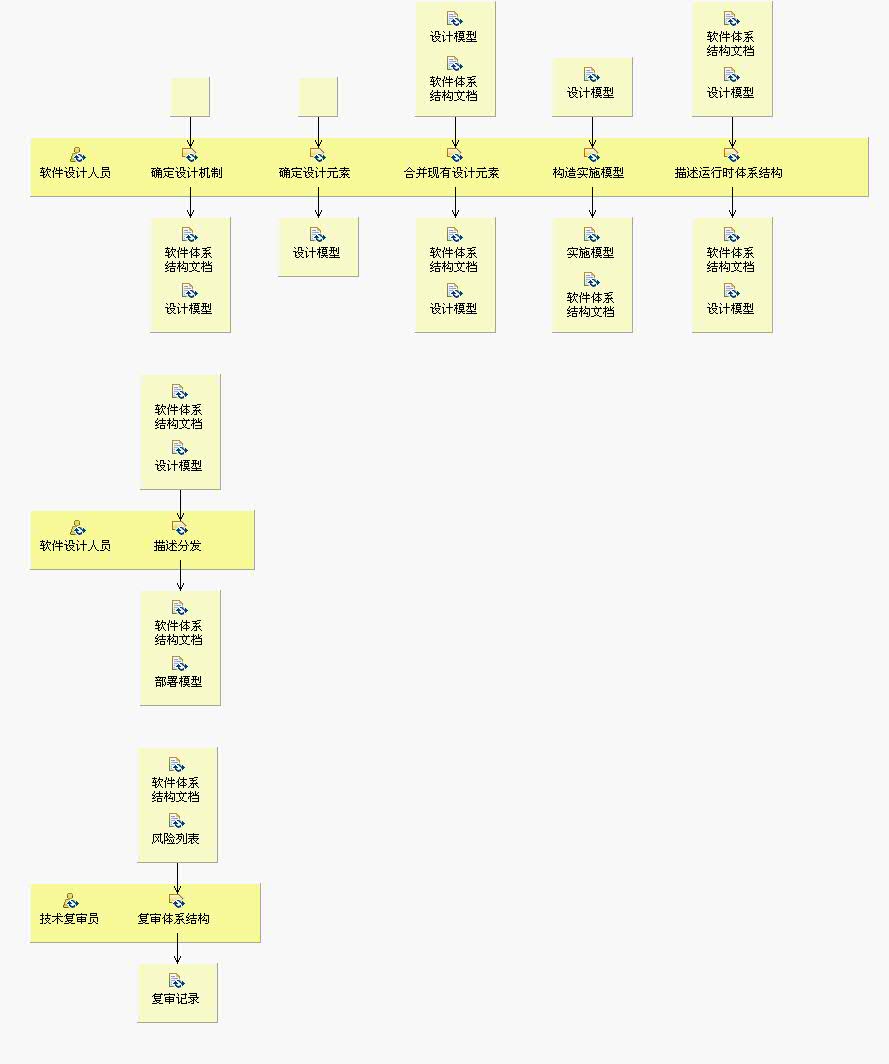 设计模型
软件体系
结构文档
设计模型
软件体系
结构文档
设计模型
软件设计人员
确定设计机制
确定设计元素
合并现有设计元素
构造实施模型
描述运行时体系结构
软件体系
结构文档
设计模型
设计模型
软件体系
结构文档
设计模型
实施模型
软件体系
结构文档
软件体系
结构文档
设计模型
软件体系
结构文档
设计模型
软件设计人员
描述分发
软件体系
结构文档
部署模型
软件体系
结构文档
风险列表
技术复审员
复审体系结构
复审记录